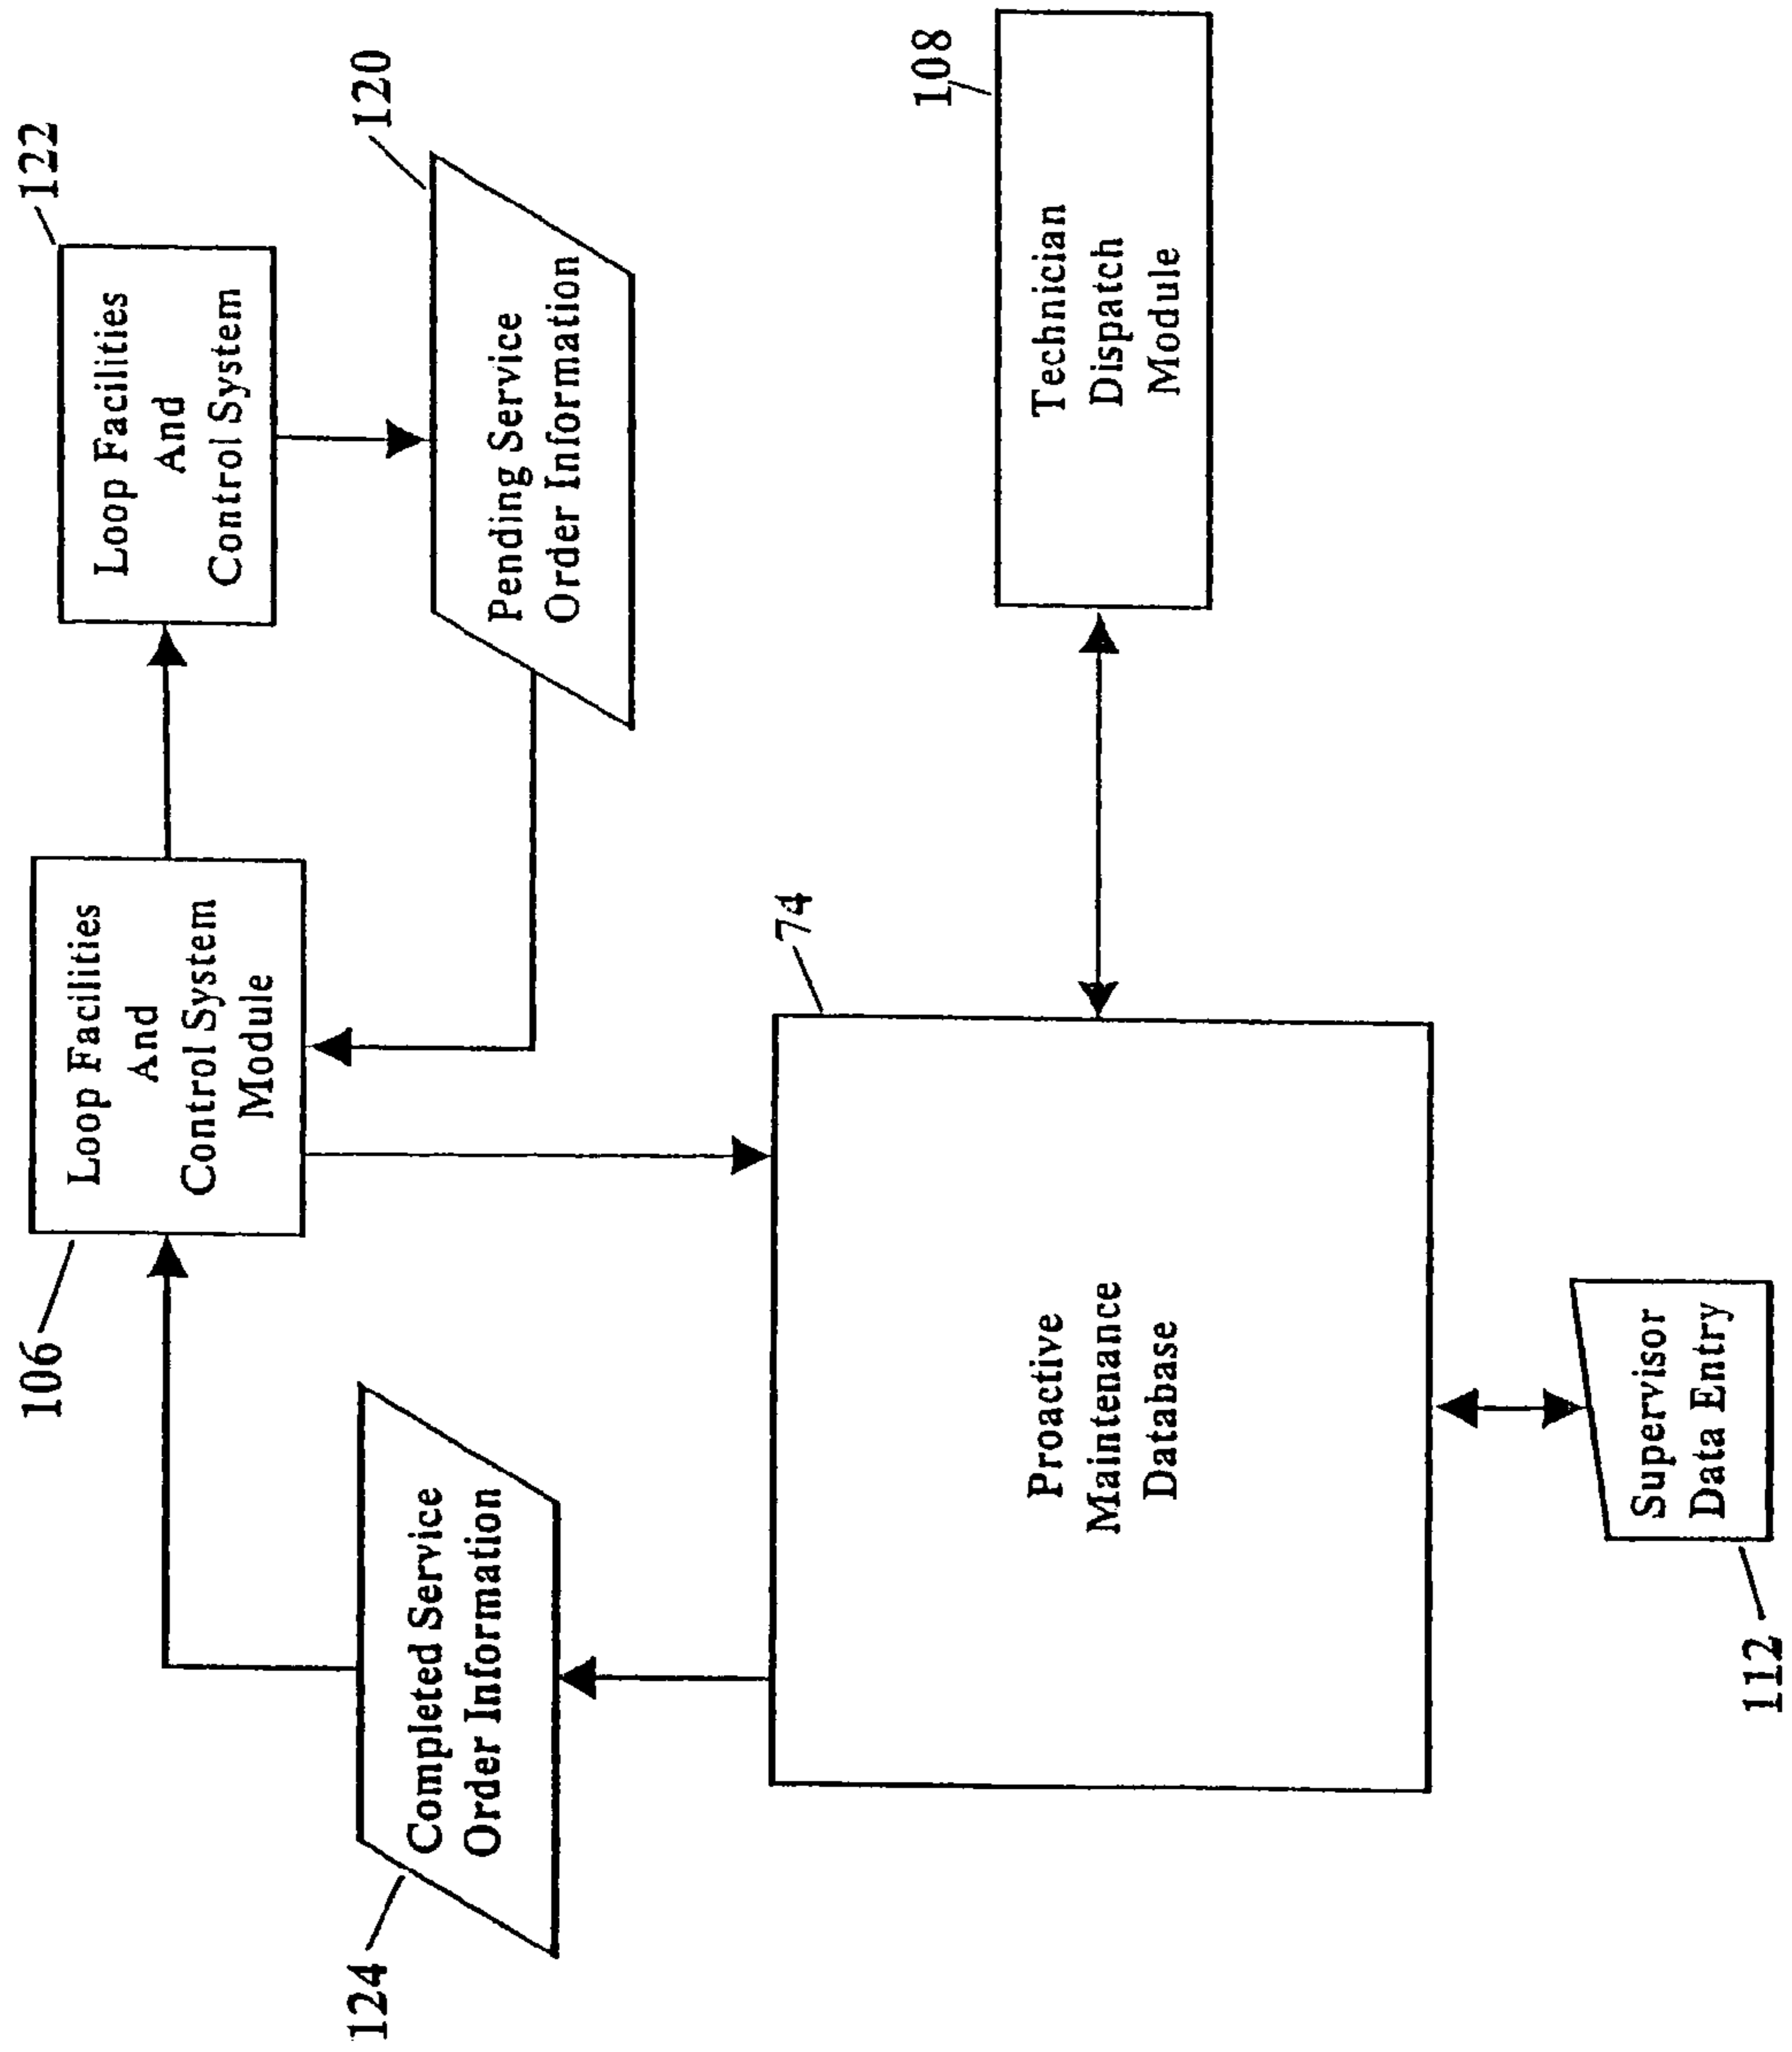 106
Loop Facilities
And
Control System
Module
122
Loop Facilities
And
Control System
124
Completed Service
Order Information
120
Pending Service
Order Information
74
Proactive
Maintenance
Database
108
Technician
Dispatch
Module
112
Supervisor
Data Entry